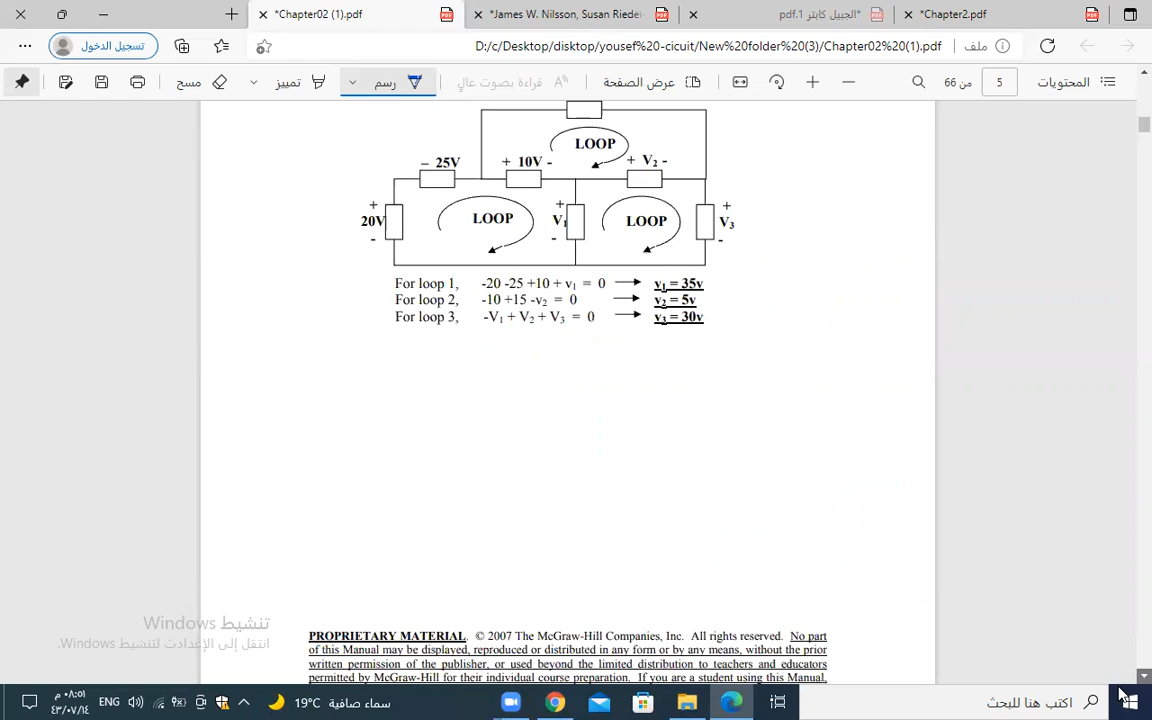 *Chapter02 (1).pdf
*James W. Nilsson, Susan Riedel
*الجبيل كابتر 1.pdf
*Chapter2.pdf
تسجيل الدخول
D:/c/Desktop/disktop/yousef%20-cicuit/New%20folder%20(3)/Chapter02%20(1).pdf
ملف
مسح
تمييز
رسم
قراءة بصوت عالٍ
عرض الصفحة
من 66
5
المحتويات
LOOP
– 25V
+ 10V -
+ V₂ -
+
20V
-
LOOP
+
V₁
-
LOOP
+
V₃
-
For loop 1, -20 -25 +10 + v₁ = 0 → v₁ = 35v
For loop 2, -10 +15 -v₂ = 0 → v₂ = 5v
For loop 3, -V₁ + V₂ + V₃ = 0 → v₃ = 30v
تنشيط Windows
انتقل إلى الإعدادت لتنشيط Windows.
PROPRIETARY MATERIAL. © 2007 The McGraw-Hill Companies, Inc. All rights reserved. No part
of this Manual may be displayed, reproduced or distributed in any form or by any means, without the prior
written permission of the publisher, or used beyond the limited distribution to teachers and educators
permitted by McGraw-Hill for their individual course preparation. If you are a student using this Manual,
٠٨:٥١ م
٤٣/٠٧/١٤
ENG
19°C سماء صافية
اكتب هنا للبحث